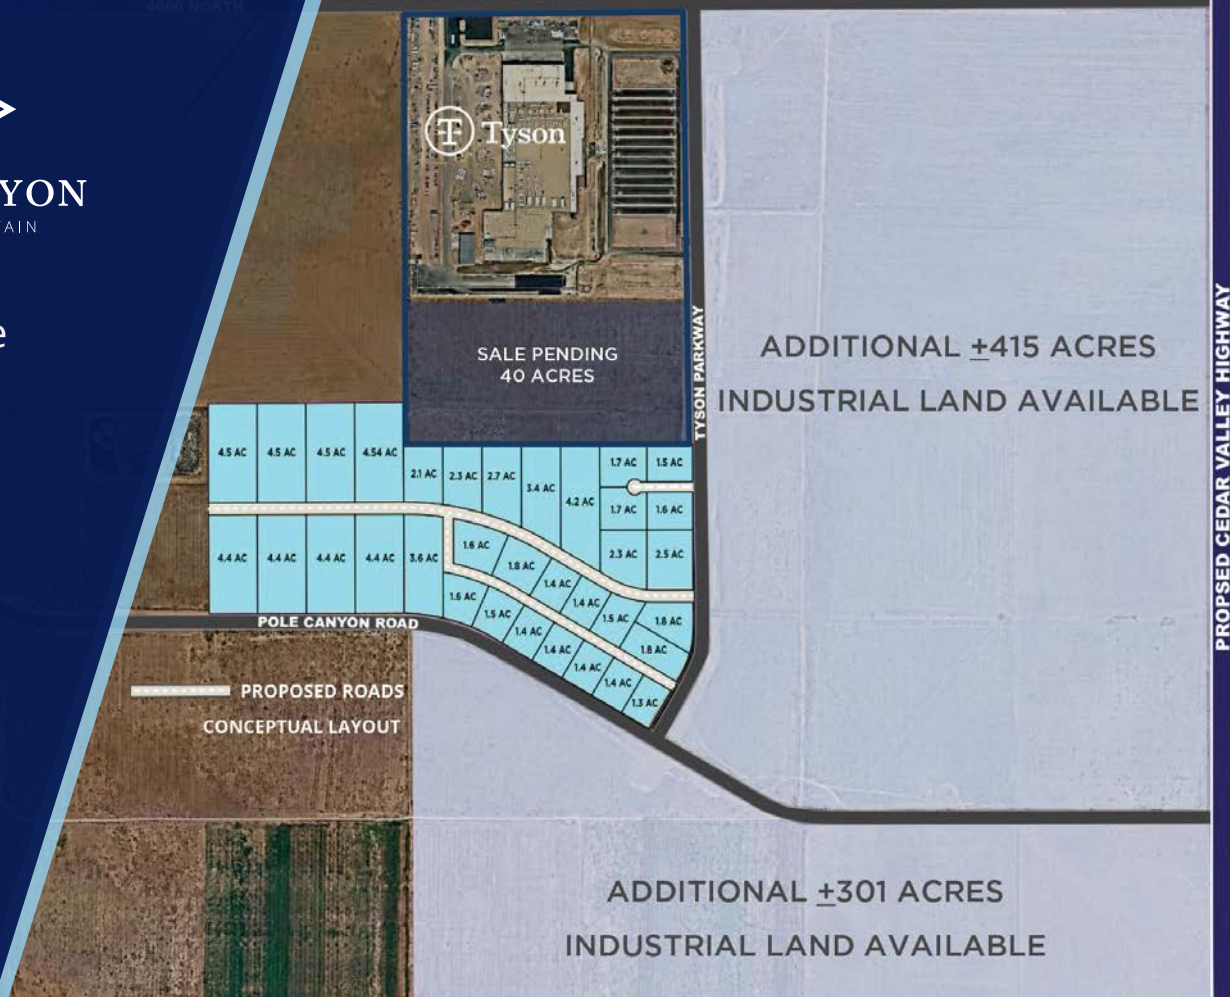 4000 NORTH
YON
AIN
e
Tyson
SALE PENDING
40 ACRES
TYSON PARKWAY
ADDITIONAL ±415 ACRES
INDUSTRIAL LAND AVAILABLE
PROPSED CEDAR VALLEY HIGHWAY
4.5 AC
4.5 AC
4.5 AC
4.54 AC
2.1 AC
2.3 AC
2.7 AC
3.4 AC
4.2 AC
1.7 AC
1.5 AC
1.7 AC
1.6 AC
2.3 AC
2.5 AC
4.4 AC
4.4 AC
4.4 AC
4.4 AC
3.6 AC
1.6 AC
1.8 AC
1.4 AC
1.4 AC
1.5 AC
1.8 AC
1.8 AC
1.6 AC
1.5 AC
1.4 AC
1.4 AC
1.4 AC
1.4 AC
1.3 AC
POLE CANYON ROAD
PROPOSED ROADS
CONCEPTUAL LAYOUT
ADDITIONAL ±301 ACRES
INDUSTRIAL LAND AVAILABLE